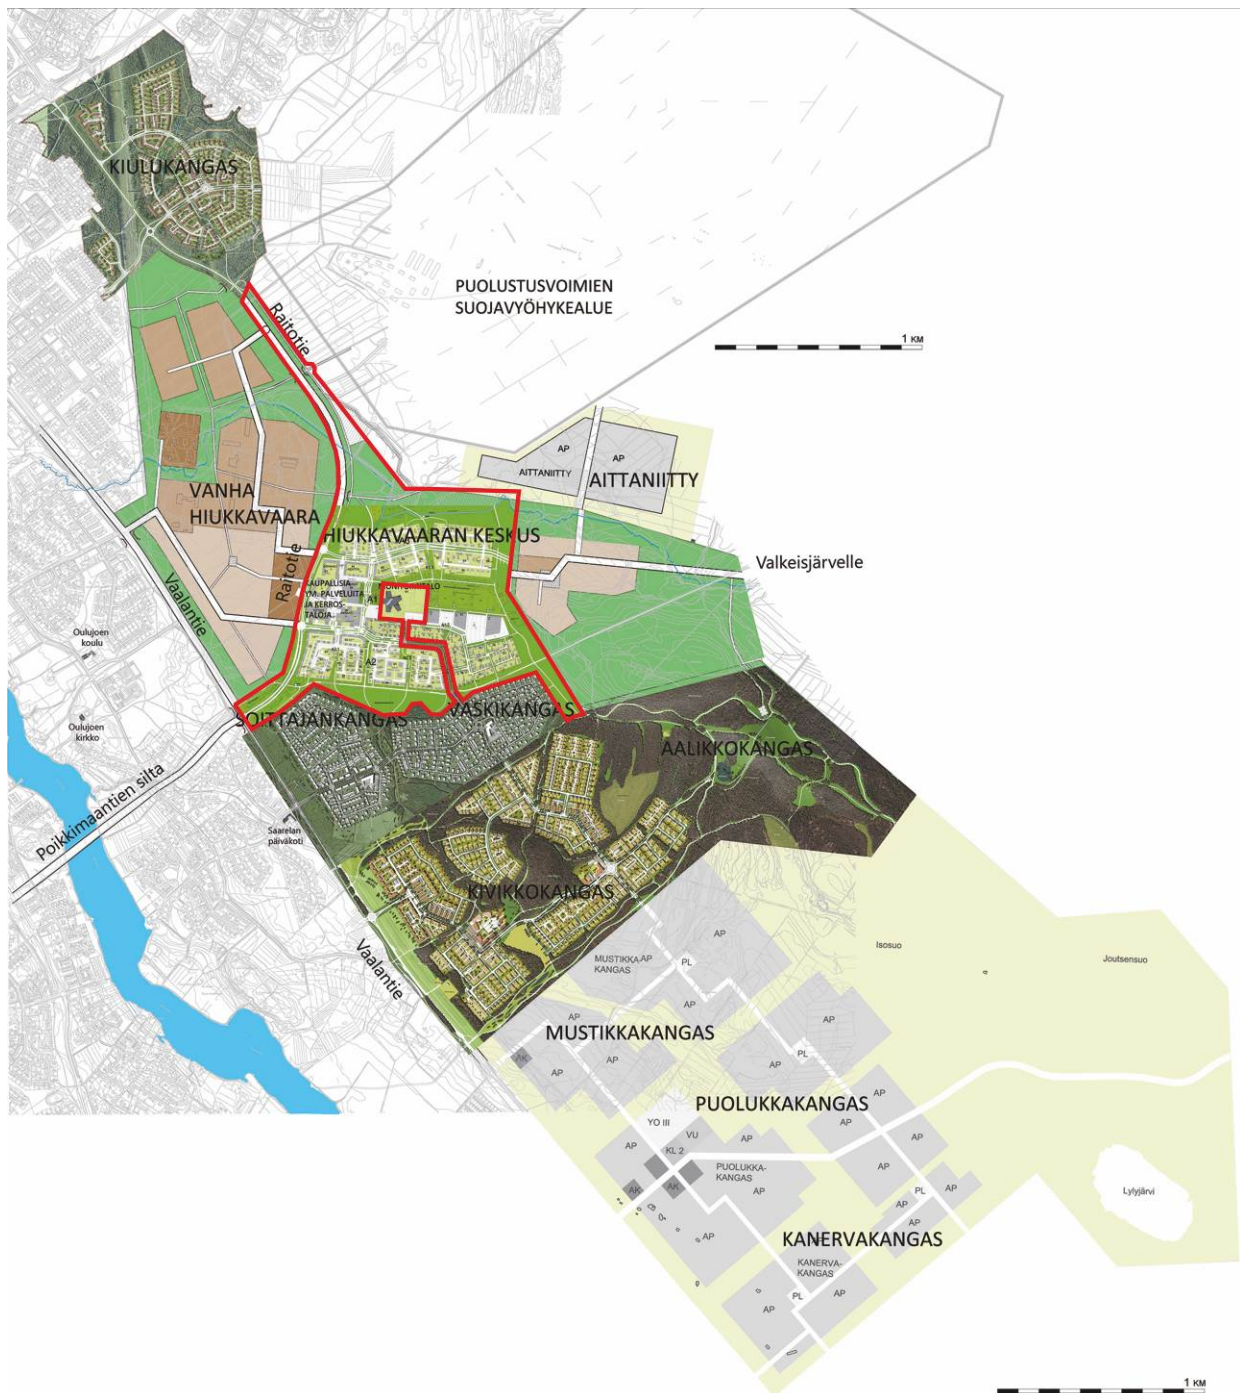 KIULUKANGAS
PUOLUSTUSVOIMIEN
SUOJAVYÖHYKEALUE
Raitotie
1 KM
AP
AP
AITTANIITTY
AITTANIITTY
VANHA
HIUKKAVAARA
HIUKKAVAARAN KESKUS
Valkeisjärvelle
Raitotie
KAUPALLISIA
YM. PALVELUITA
JA KERROS-
TALOJA
A1
A2
Vaalantie
Oulujoen
koulu
Oulujoen
kirkko
SOITTAJANKANGAS
VASKIKANGAS
AALIKKOKANGAS
Poikkimaantien silta
Saarelan
päiväkoti
KIVIKKOKANGAS
Vaalantie
AP
MUSTIKKA-
KANGAS
AP
PL
Isosuo
Joutsensuo
AP
AP
AP
MUSTIKKAKANGAS
AK
AP
AP
PL
AP
AP
PUOLUKKAKANGAS
YO III
VU
AP
AP
AP
KL 2
AP
PUOLUKKA-
KANGAS
AP
AK
AK
AP
PL
AP
Lylyjärvi
AP
AP
AP
KANERVAKANGAS
KANERVA-
KANGAS
PL
AP
AP
1 KM